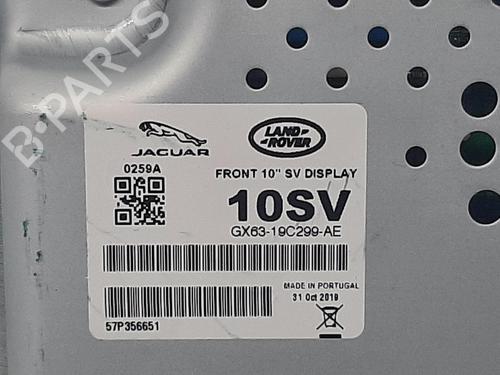 B-PARTS
JAGUAR
LAND
ROVER
0259A
FRONT 10" SV DISPLAY
10SV
GX63-19C299-AE
MADE IN PORTUGAL
31 Oct 2019
57P356651